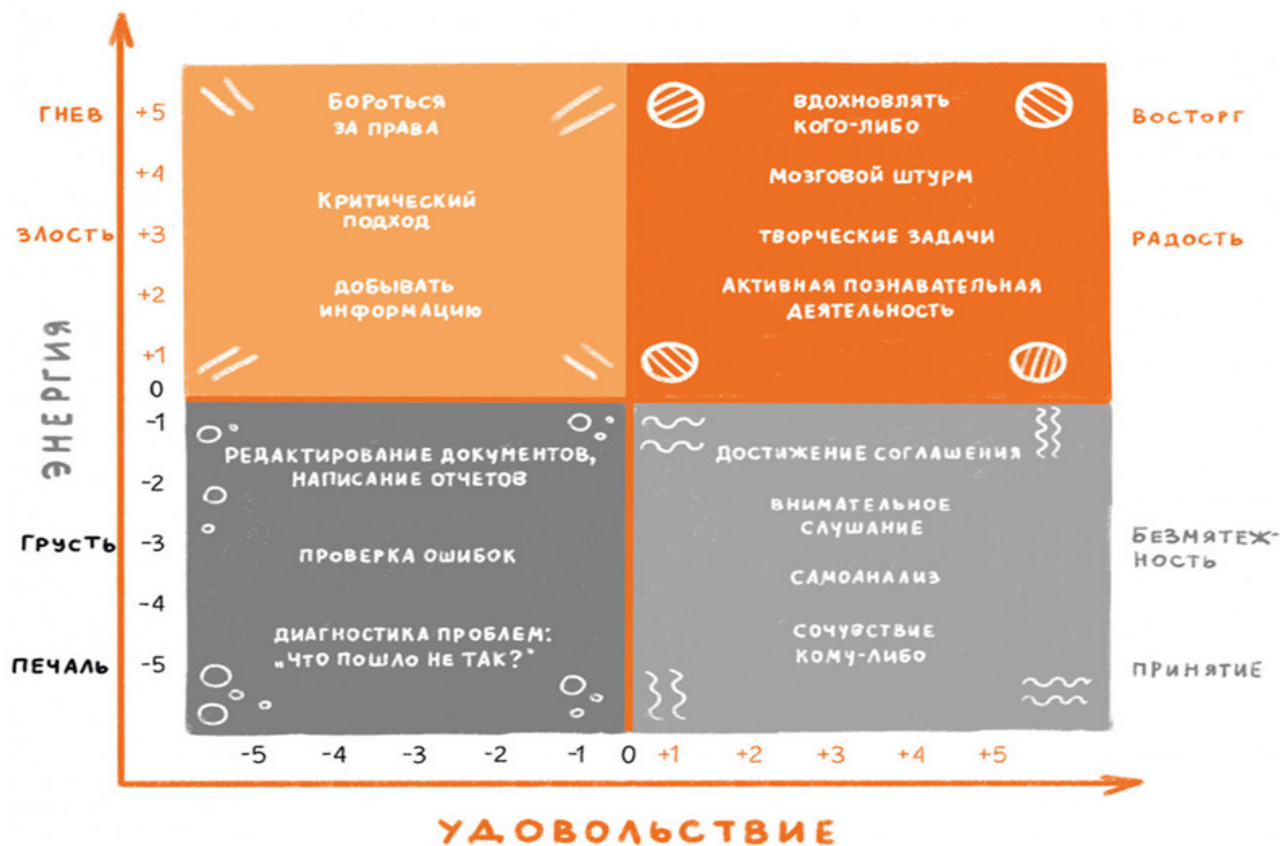 ГНЕВ
+5
БОРОТЬСЯ
ЗА ПРАВА
ВДОХНОВЛЯТЬ
КОГО-ЛИБО
ВОСТОРГ
+4
КРИТИЧЕСКИЙ
ПОДХОД
МОЗГОВОЙ ШТУРМ
ЗЛОСТЬ
+3
ТВОРЧЕСКИЕ ЗАДАЧИ
РАДОСТЬ
+2
ДОБЫВАТЬ
ИНФОРМАЦИЮ
АКТИВНАЯ ПОЗНАВАТЕЛЬНАЯ
ДЕЯТЕЛЬНОСТЬ
+1
0
ЭНЕРГИЯ
-1
РЕДАКТИРОВАНИЕ ДОКУМЕНТОВ,
НАПИСАНИЕ ОТЧЕТОВ
ДОСТИЖЕНИЕ СОГЛАШЕНИЯ
-2
ВНИМАТЕЛЬНОЕ
СЛУШАНИЕ
ГРУСТЬ
-3
ПРОВЕРКА ОШИБОК
САМОАНАЛИЗ
БЕЗМЯТЕЖ-
НОСТЬ
-4
ДИАГНОСТИКА ПРОБЛЕМ:
„ЧТО ПОШЛО НЕ ТАК?"
СОЧУВСТВИЕ
КОМУ-ЛИБО
ПЕЧАЛЬ
-5
ПРИНЯТИЕ
-5 -4 -3 -2 -1 0 +1 +2 +3 +4 +5
УДОВОЛЬСТВИЕ